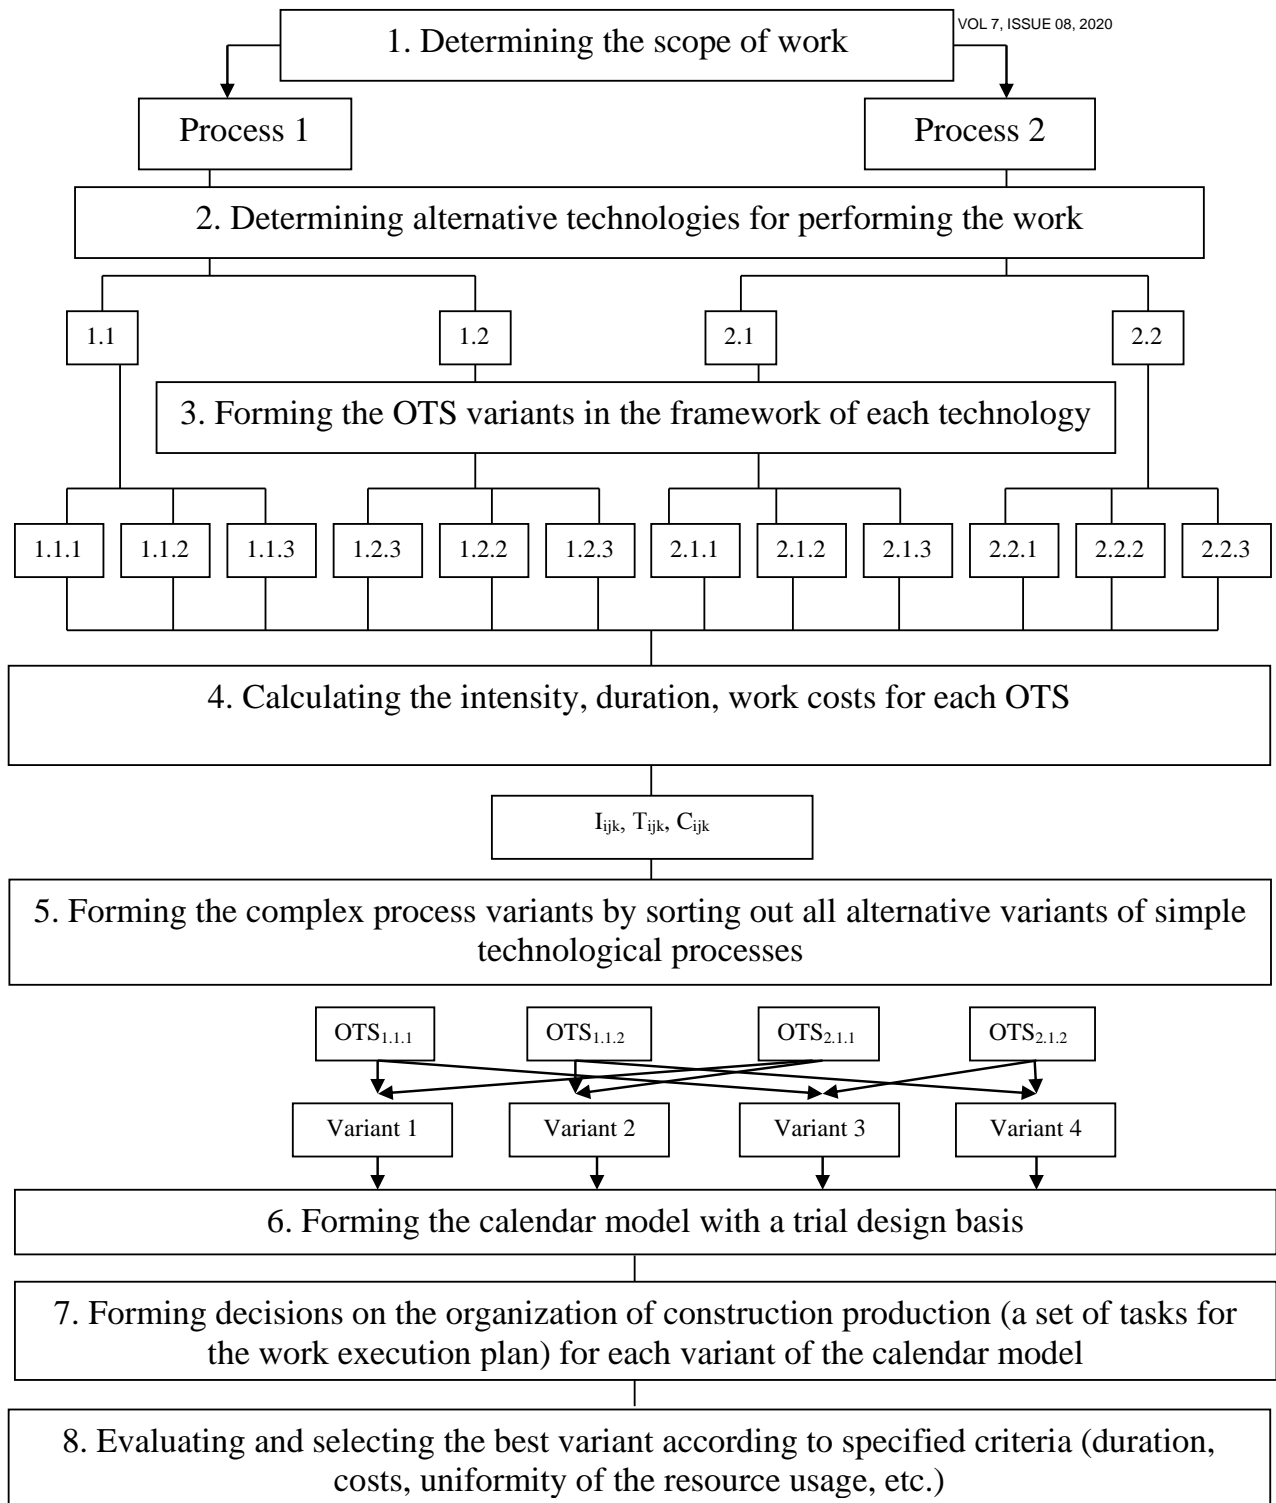 VOL 7, ISSUE 08, 2020
1. Determining the scope of work
Process 1
Process 2
2. Determining alternative technologies for performing the work
1.1
1.2
2.1
2.2
3. Forming the OTS variants in the framework of each technology
1.1.1
1.1.2
1.1.3
1.2.3
1.2.2
1.2.3
2.1.1
2.1.2
2.1.3
2.2.1
2.2.2
2.2.3
4. Calculating the intensity, duration, work costs for each OTS
Iijk, Tijk, Cijk
5. Forming the complex process variants by sorting out all alternative variants of simple
technological processes
OTS1.1.1
OTS1.1.2
OTS2.1.1
OTS2.1.2
Variant 1
Variant 2
Variant 3
Variant 4
6. Forming the calendar model with a trial design basis
7. Forming decisions on the organization of construction production (a set of tasks for
the work execution plan) for each variant of the calendar model
8. Evaluating and selecting the best variant according to specified criteria (duration,
costs, uniformity of the resource usage, etc.)